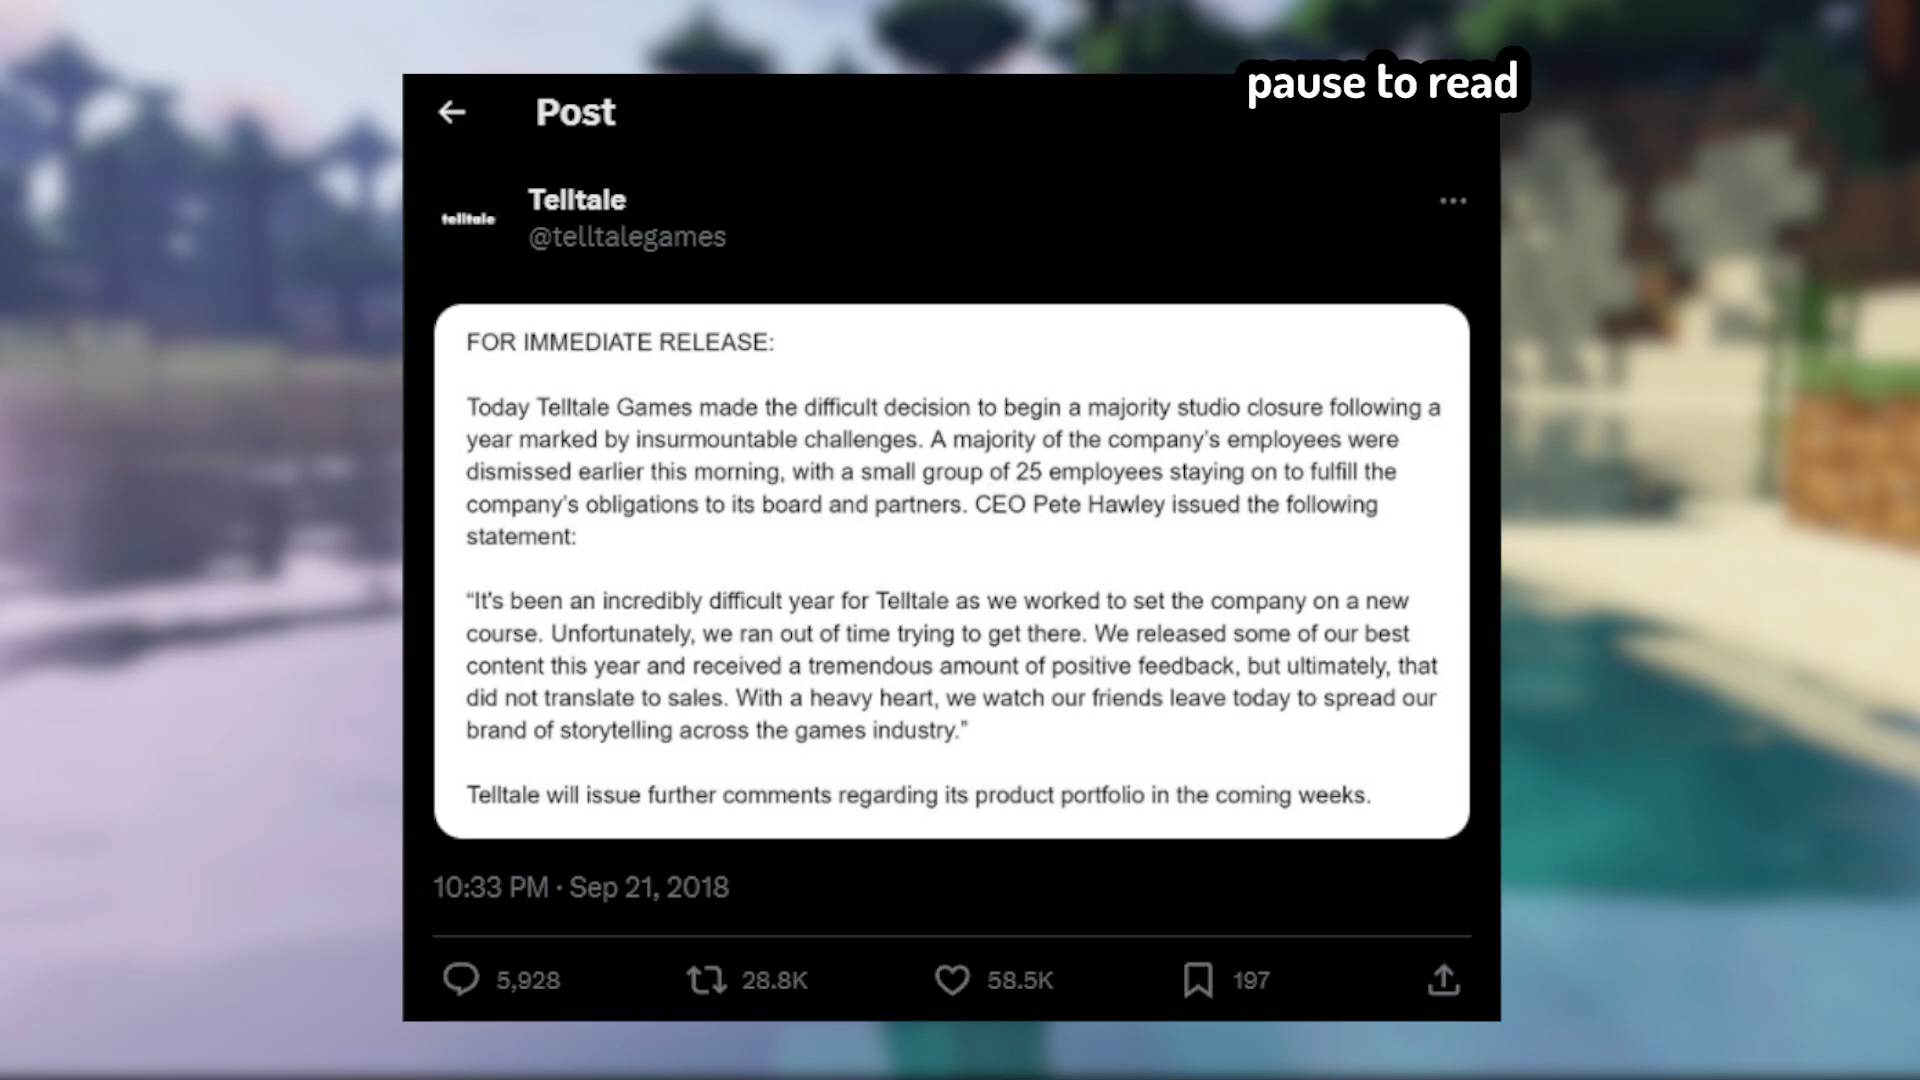 pause to read
Post
telltale
Telltale
@telltalegames
FOR IMMEDIATE RELEASE:
Today Telltale Games made the difficult decision to begin a majority studio closure following a
year marked by insurmountable challenges. A majority of the company's employees were
dismissed earlier this morning, with a small group of 25 employees staying on to fulfill the
company's obligations to its board and partners. CEO Pete Hawley issued the following
statement:
“It's been an incredibly difficult year for Telltale as we worked to set the company on a new
course. Unfortunately, we ran out of time trying to get there. We released some of our best
content this year and received a tremendous amount of positive feedback, but ultimately, that
did not translate to sales. With a heavy heart, we watch our friends leave today to spread our
brand of storytelling across the games industry.”
Telltale will issue further comments regarding its product portfolio in the coming weeks.
10:33 PM · Sep 21, 2018
5,928 28.8K 58.5K 197